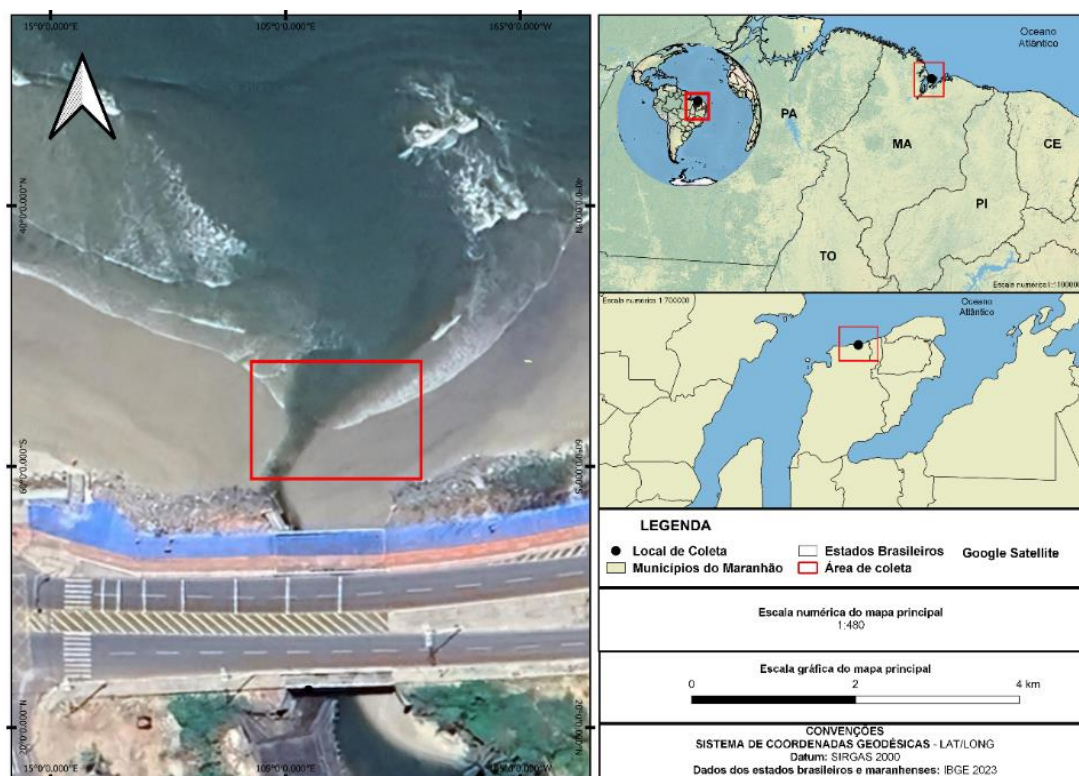 15°0'0.000"E
105°0'0.000"E
165°0'0.000"W
40°0'0.000"N
40°0'0.000"N
60°0'0.000"S
60°0'0.000"S
20°0'0.000"N
20°0'0.000"N
15°0'0.000"E
105°0'0.000"E
165°0'0.000"W
Oceano
Atlântico
PA
MA
CE
PI
TO
Escala numérica 1:700000
Oceano
Atlântico
LEGENDA
Local de Coleta
Estados Brasileiros
Google Satellite
Municípios do Maranhão
Área de coleta
Escala numérica do mapa principal
1:480
Escala gráfica do mapa principal
0 2 4 km
CONVENÇÕES
SISTEMA DE COORDENADAS GEODÉSICAS - LAT/LONG
Datum: SIRGAS 2000
Dados dos estados brasileiros e maranhenses: IBGE 2023